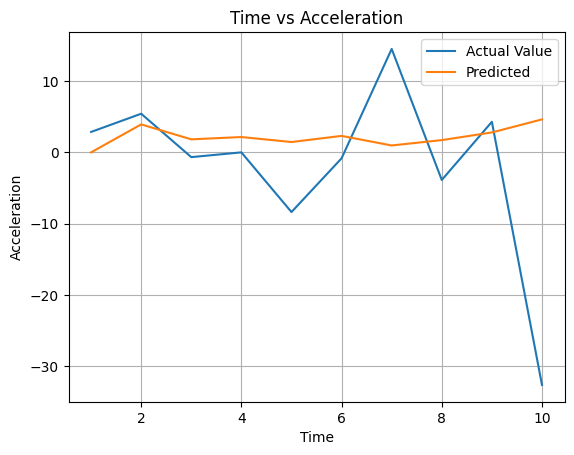 Time vs Acceleration
Actual Value
Predicted
10
0
−10
−20
−30
Acceleration
2 4 6 8 10
Time